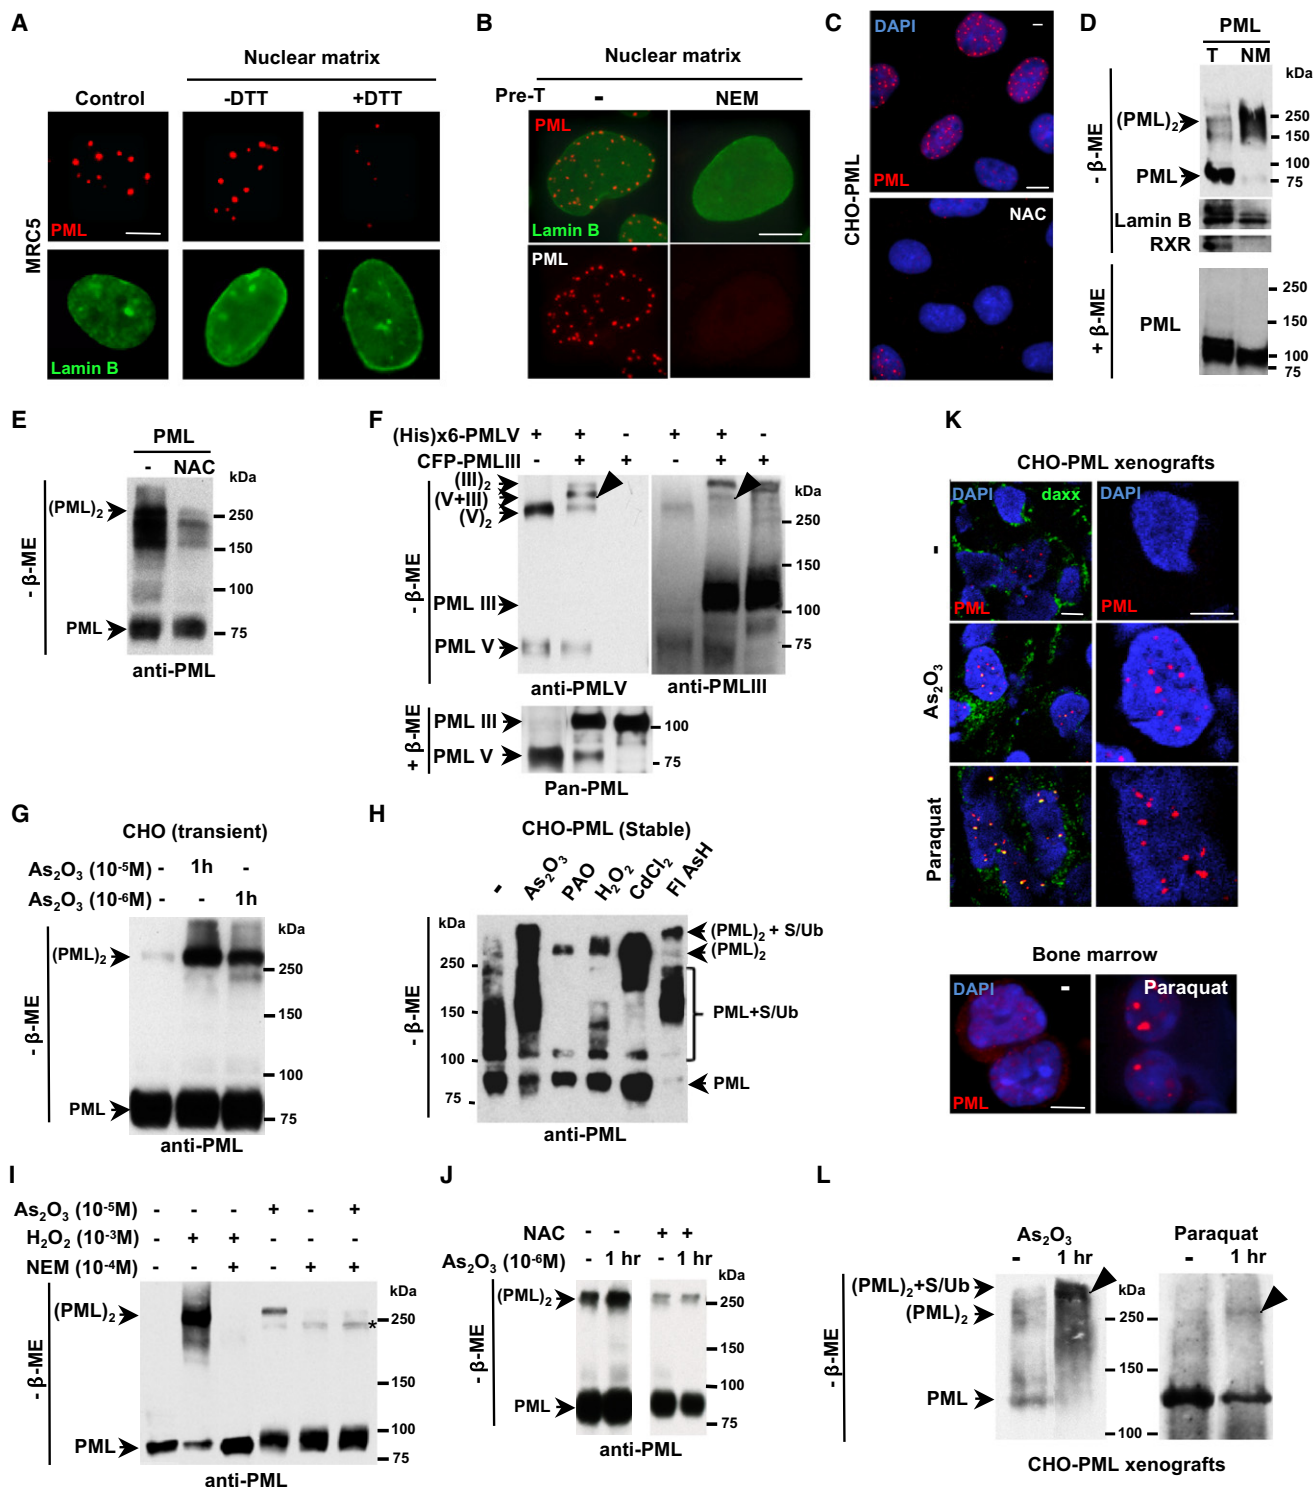 A
Nuclear matrix
Control
-DTT
+DTT
MRC5
PML
Lamin B
B
Nuclear matrix
Pre-T
-
NEM
PML
Lamin B
PML
C
CHO-PML
DAPI
PML
NAC
D
PML
T NM
kDa
- β-ME
(PML)2
250
150
100
PML
75
Lamin B
RXR
+ β-ME
PML
250
150
100
75
E
PML
- NAC
kDa
- β-ME
(PML)2
250
150
100
PML
75
anti-PML
F
(His)x6-PMLV + + - + + -
CFP-PMLIII - + + - + +
- β-ME
(III)2
(V+III)
(V)2
kDa
250
150
PML III
100
PML V
75
anti-PMLV
anti-PMLIII
+ β-ME
PML III
100
PML V
75
Pan-PML
G
CHO (transient)
As2O3 (10-5M) - 1h -
As2O3 (10-6M) - - 1h
kDa
- β-ME
(PML)2
250
150
100
PML
75
anti-PML
H
CHO-PML (Stable)
- As2O3 PAO H2O2 CdCl2 Fl AsH
kDa
- β-ME
(PML)2 + S/Ub
(PML)2
250
PML+S/Ub
150
100
PML
75
anti-PML
I
As2O3 (10-5M) - - - + - +
H2O2 (10-3M) - + + - - -
NEM (10-4M) - - + - + +
kDa
- β-ME
(PML)2
250
*
150
100
PML
75
anti-PML
J
NAC - - + +
As2O3 (10-6M) - 1 hr - 1 hr
kDa
- β-ME
(PML)2
250
150
100
PML
75
anti-PML
K
CHO-PML xenografts
-
DAPI
daxx
PML
DAPI
PML
As2O3
Paraquat
Bone marrow
DAPI
-
PML
Paraquat
L
As2O3
- 1 hr
Paraquat
- 1 hr
kDa
- β-ME
(PML)2+S/Ub
(PML)2
250
150
PML
100
CHO-PML xenografts